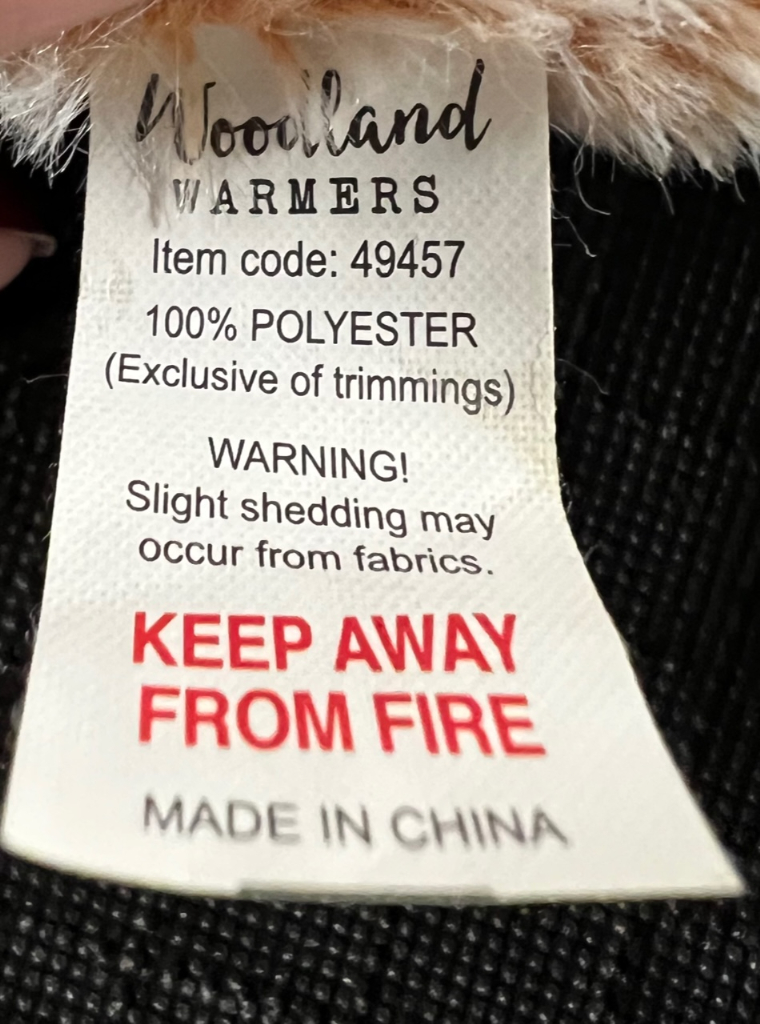 Woodland
WARMERS
Item code: 49457
100% POLYESTER
(Exclusive of trimmings)
WARNING!
Slight shedding may
occur from fabrics.
KEEP AWAY
FROM FIRE
MADE IN CHINA